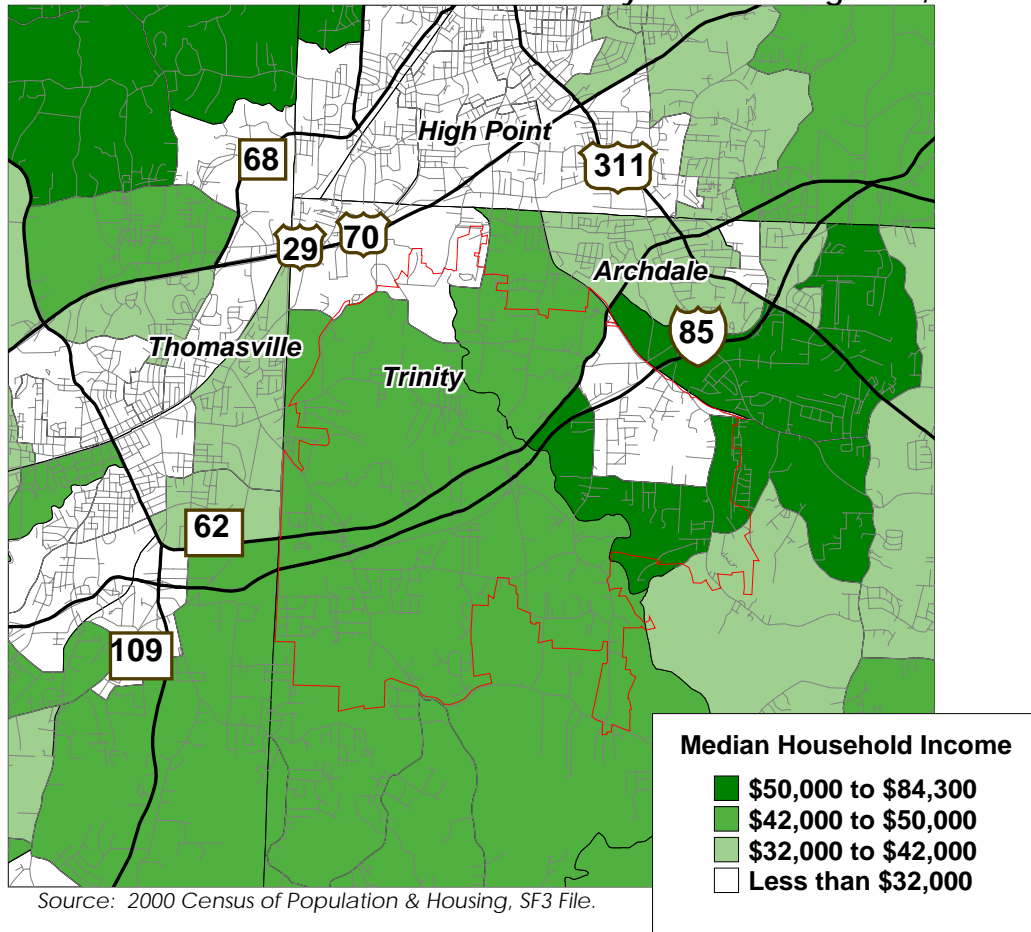 High Point
68
311
29
70
Archdale
85
Thomasville
Trinity
62
109
Median Household Income
$50,000 to $84,300
$42,000 to $50,000
$32,000 to $42,000
Less than $32,000
Source: 2000 Census of Population & Housing, SF3 File.